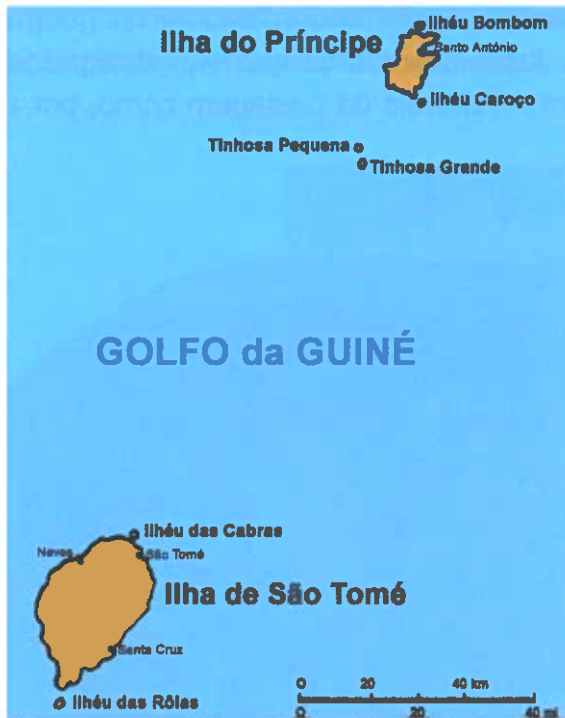 Ilhéu Bombom
Ilha do Príncipe
Santo António
Ilhéu Caroço
Tinhosa Pequena
Tinhosa Grande
GOLFO da GUINÉ
Ilhéu das Cabras
Neves
São Tomé
Ilha de São Tomé
Santa Cruz
Ilhéu das Rôlas
0 20 40 km
0 20 40 mi